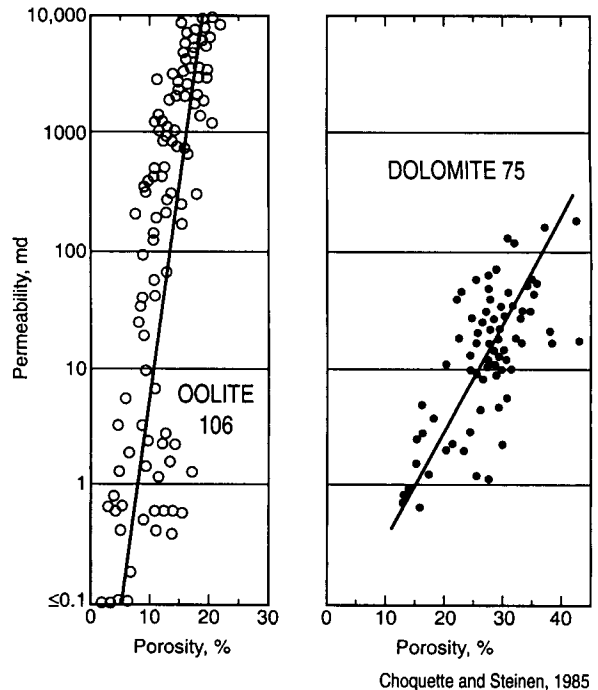 10,000
1000
100
10
1
≤0.1
Permeability, md
OOLITE
106
0 10 20 30
Porosity, %
DOLOMITE 75
0 10 20 30 40
Porosity, %
Choquette and Steinen, 1985